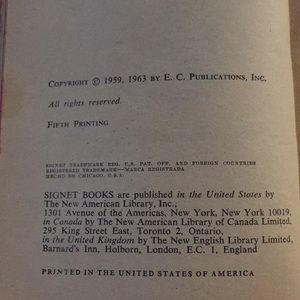 COPYRIGHT © 1959, 1963 BY E. C. PUBLICATIONS, INC.
All rights reserved.
FIFTH PRINTING
SIGNET TRADEMARK REG. U.S. PAT. OFF. AND FOREIGN COUNTRIES
REGISTERED TRADEMARK—MARCA REGISTRADA
HECHO EN CHICAGO, U.S.A.
SIGNET BOOKS are published in the United States by
The New American Library, Inc.,
1301 Avenue of the Americas, New York, New York 10019,
in Canada by The New American Library of Canada Limited,
295 King Street East, Toronto 2, Ontario,
in the United Kingdom by The New English Library Limited,
Barnard's Inn, Holborn, London, E.C. 1, England
PRINTED IN THE UNITED STATES OF AMERICA